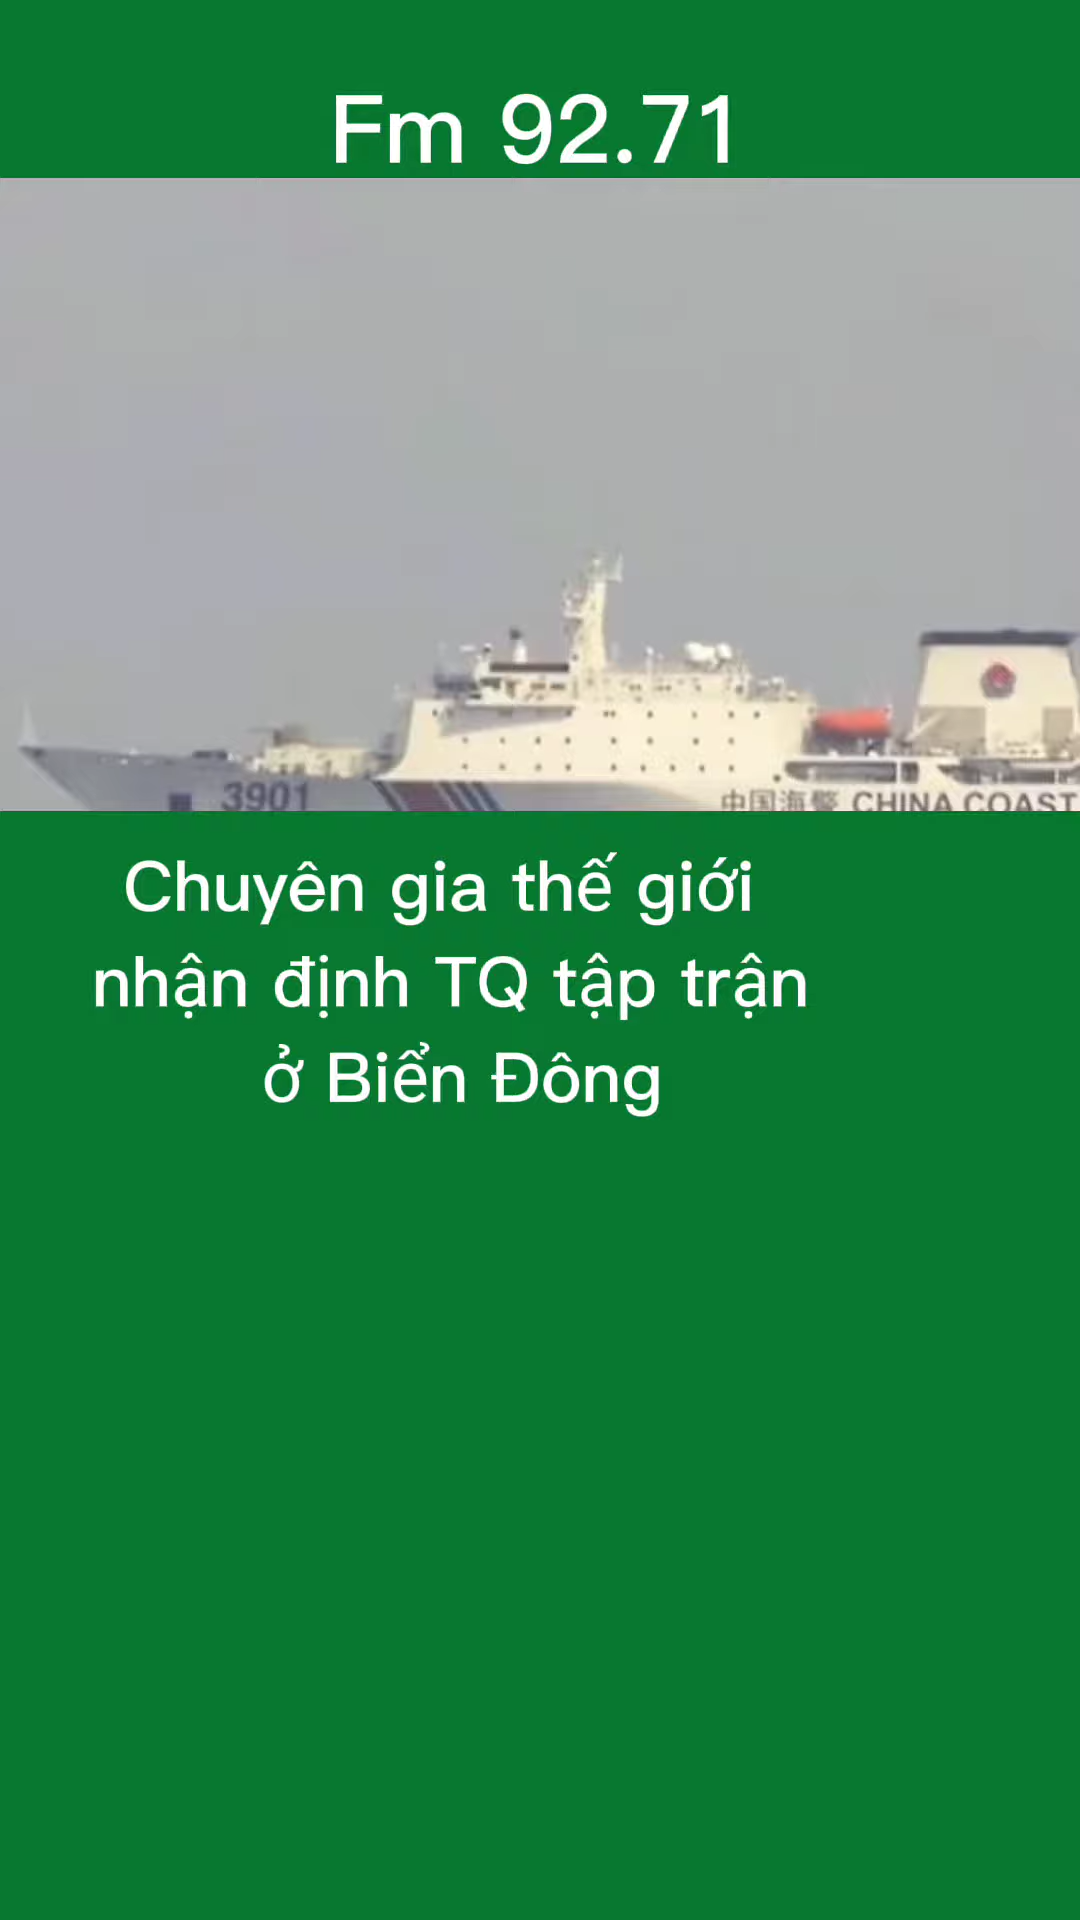 Fm 92.71
3901
中国海警 CHINA COAST
Chuyên gia thế giới
nhận định TQ tập trận
ở Biển Đông